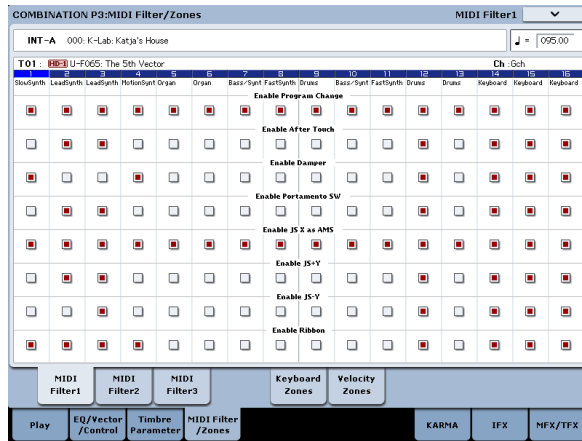 COMBINATION P3:MIDI Filter/Zones MIDI Filter1
INT-A 000: K-Lab: Katja's House ♩ = 095.00
T01 : HD-1 U-F065: The 5th Vector Ch :Gch
1 2 3 4 5 6 7 8 9 10 11 12 13 14 15 16
SlowSynth LeadSynth LeadSynth MotionSynt Organ Organ Bass/Synt FastSynth Drums Bass/Synt FastSynth Drums Drums Keyboard Keyboard Keyboard
Enable Program Change
Enable After Touch
Enable Damper
Enable Portamento SW
Enable JS X as AMS
Enable JS+Y
Enable JS-Y
Enable Ribbon
MIDI Filter1 MIDI Filter2 MIDI Filter3 Keyboard Zones Velocity Zones
Play EQ/Vector /Control Timbre Parameter MIDI Filter /Zones KARMA IFX MFX/TFX